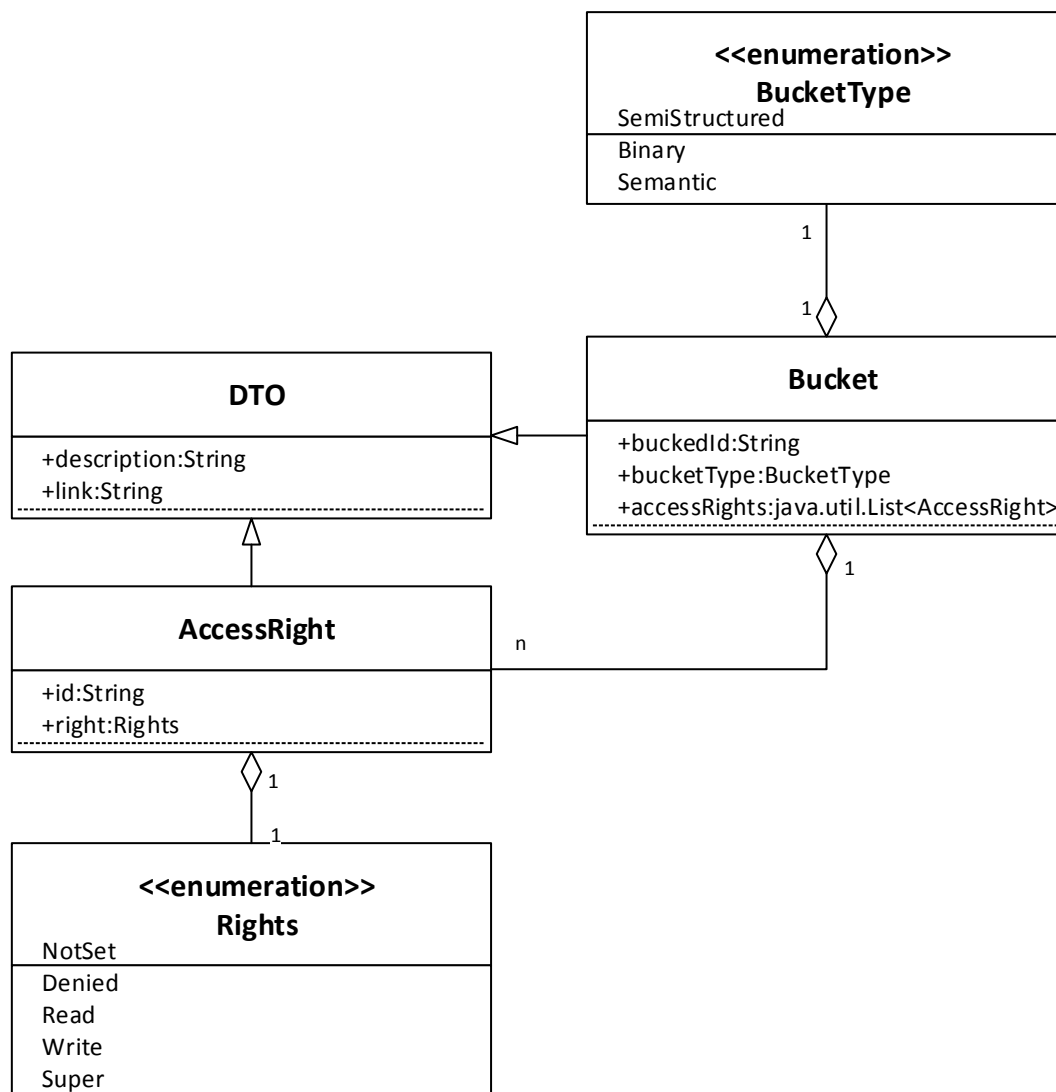 <<enumeration>>
BucketType
SemiStructured
Binary
Semantic
1
1
DTO
+description:String
+link:String
Bucket
+buckedId:String
+bucketType:BucketType
+accessRights:java.util.List<AccessRight>
1
n
AccessRight
+id:String
+right:Rights
1
1
<<enumeration>>
Rights
NotSet
Denied
Read
Write
Super